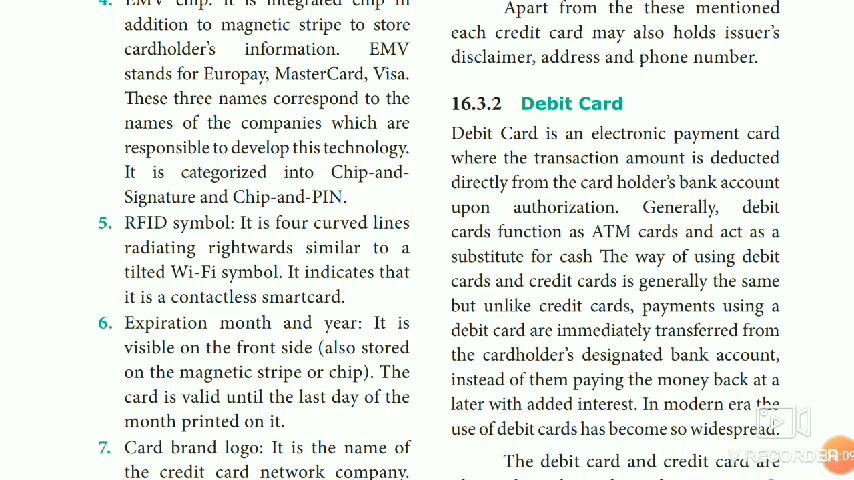 4. EMV chip: It is integrated chip in
addition to magnetic stripe to store
cardholder's information. EMV
stands for Europay, MasterCard, Visa.
These three names correspond to the
names of the companies which are
responsible to develop this technology.
It is categorized into Chip-and-
Signature and Chip-and-PIN.
5. RFID symbol: It is four curved lines
radiating rightwards similar to a
tilted Wi-Fi symbol. It indicates that
it is a contactless smartcard.
6. Expiration month and year: It is
visible on the front side (also stored
on the magnetic stripe or chip). The
card is valid until the last day of the
month printed on it.
7. Card brand logo: It is the name of
the credit card network company.
Apart from the these mentioned
each credit card may also holds issuer's
disclaimer, address and phone number.
16.3.2 Debit Card
Debit Card is an electronic payment card
where the transaction amount is deducted
directly from the card holder's bank account
upon authorization. Generally, debit
cards function as ATM cards and act as a
substitute for cash The way of using debit
cards and credit cards is generally the same
but unlike credit cards, payments using a
debit card are immediately transferred from
the cardholder's designated bank account,
instead of them paying the money back at a
later with added interest. In modern era the
use of debit cards has become so widespread.
The debit card and credit card are
V RECORDER